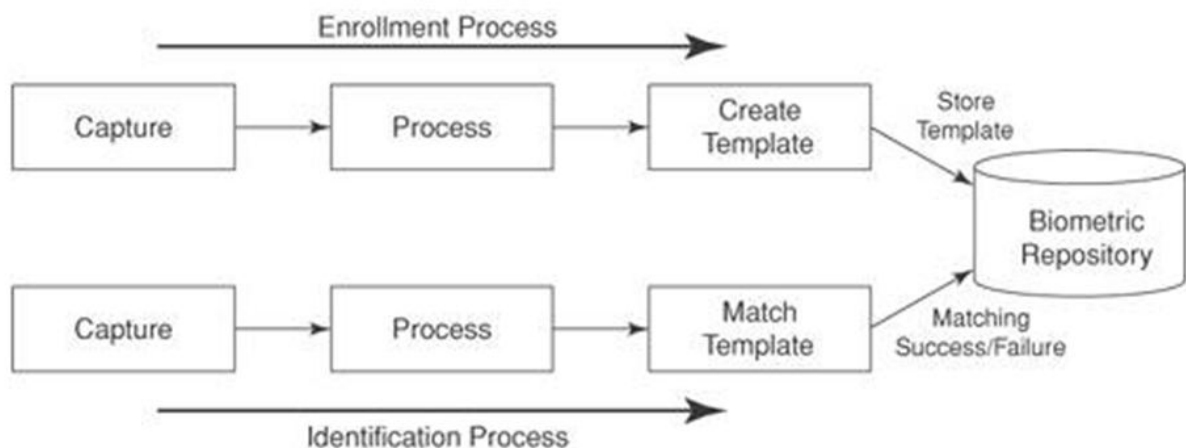 Enrollment Process
Capture
Process
Create
Template
Store
Template
Biometric
Repository
Capture
Process
Match
Template
Matching
Success/Failure
Identification Process